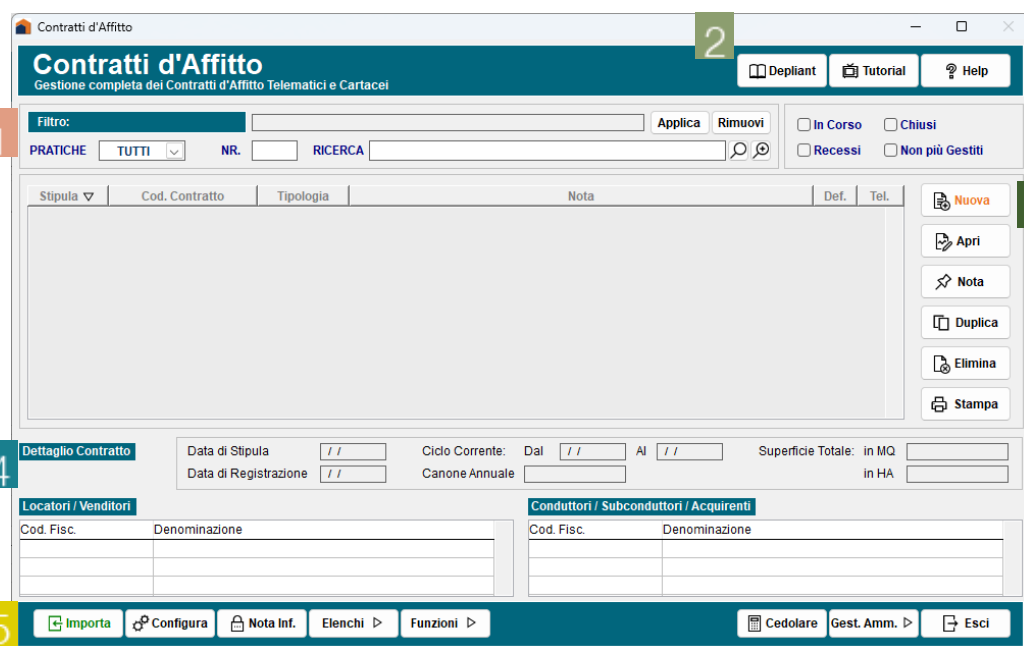 Contratti d'Affitto
2
Contratti d'Affitto
Gestione completa dei Contratti d'Affitto Telematici e Cartacei
Depliant Tutorial Help
Filtro: Applica Rimuovi
In Corso Chiusi
PRATICHE TUTTI NR. RICERCA
Recessi Non più Gestiti
Stipula Cod. Contratto Tipologia Nota Def. Tel.
Nuova
Apri
Nota
Duplica
Elimina
Stampa
4
Dettaglio Contratto
Data di Stipula / / Ciclo Corrente: Dal / / Al / / Superficie Totale: in MQ
Data di Registrazione / / Canone Annuale in HA
Locatori / Venditori Conduttori / Subconduttori / Acquirenti
Cod. Fisc. Denominazione Cod. Fisc. Denominazione
5
Importa Configura Nota Inf. Elenchi Funzioni Cedolare Gest. Amm. Esci